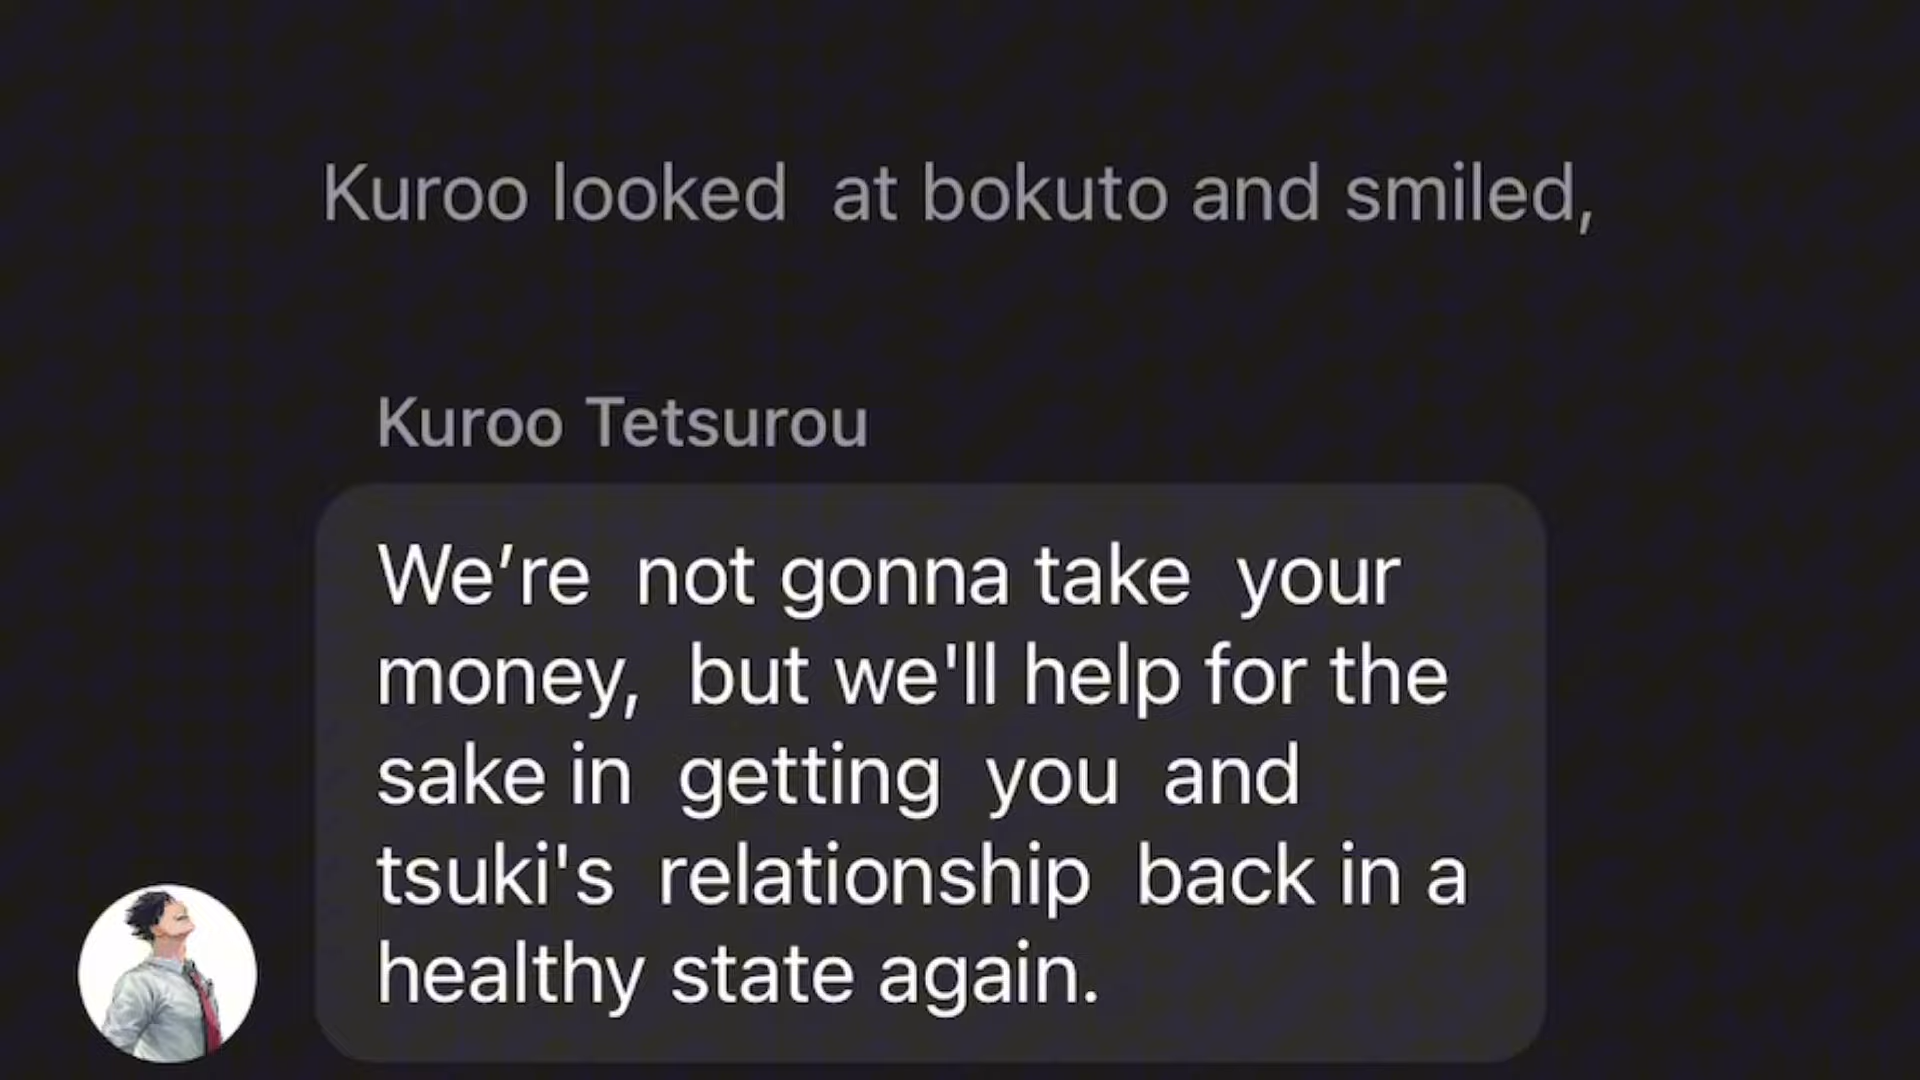 Kuroo looked  at bokuto and smiled,
Kuroo Tetsurou
We’re  not gonna take  your
money,  but we'll help for the
sake in  getting  you  and
tsuki's  relationship  back in a
healthy state again.